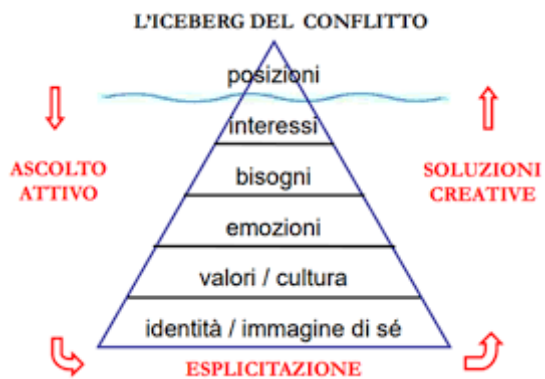 L'ICEBERG DEL CONFLITTO
posizioni
interessi
ASCOLTO
ATTIVO
bisogni
SOLUZIONI
CREATIVE
emozioni
valori / cultura
identità / immagine di sé
ESPLICITAZIONE